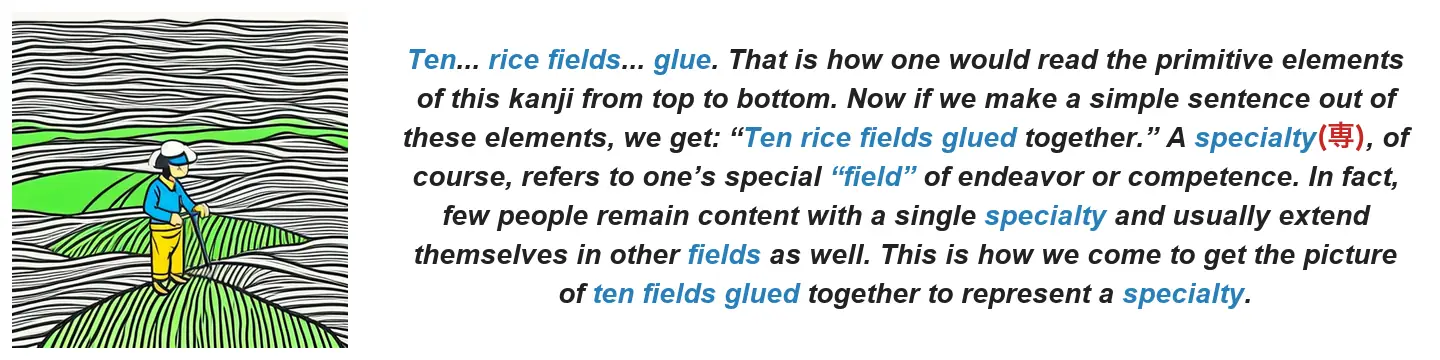 Ten... rice fields... glue. That is how one would read the primitive elements
of this kanji from top to bottom. Now if we make a simple sentence out of
these elements, we get: “Ten rice fields glued together.” A specialty(専), of
course, refers to one’s special “field” of endeavor or competence. In fact,
few people remain content with a single specialty and usually extend
themselves in other fields as well. This is how we come to get the picture
of ten fields glued together to represent a specialty.